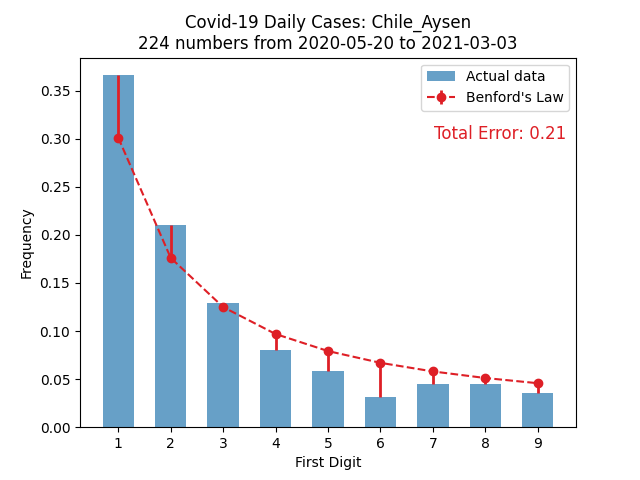 Covid-19 Daily Cases: Chile_Aysen
224 numbers from 2020-05-20 to 2021-03-03
Actual data
Benford's Law
Total Error: 0.21
Frequency
0.35
0.30
0.25
0.20
0.15
0.10
0.05
0.00
1 2 3 4 5 6 7 8 9
First Digit